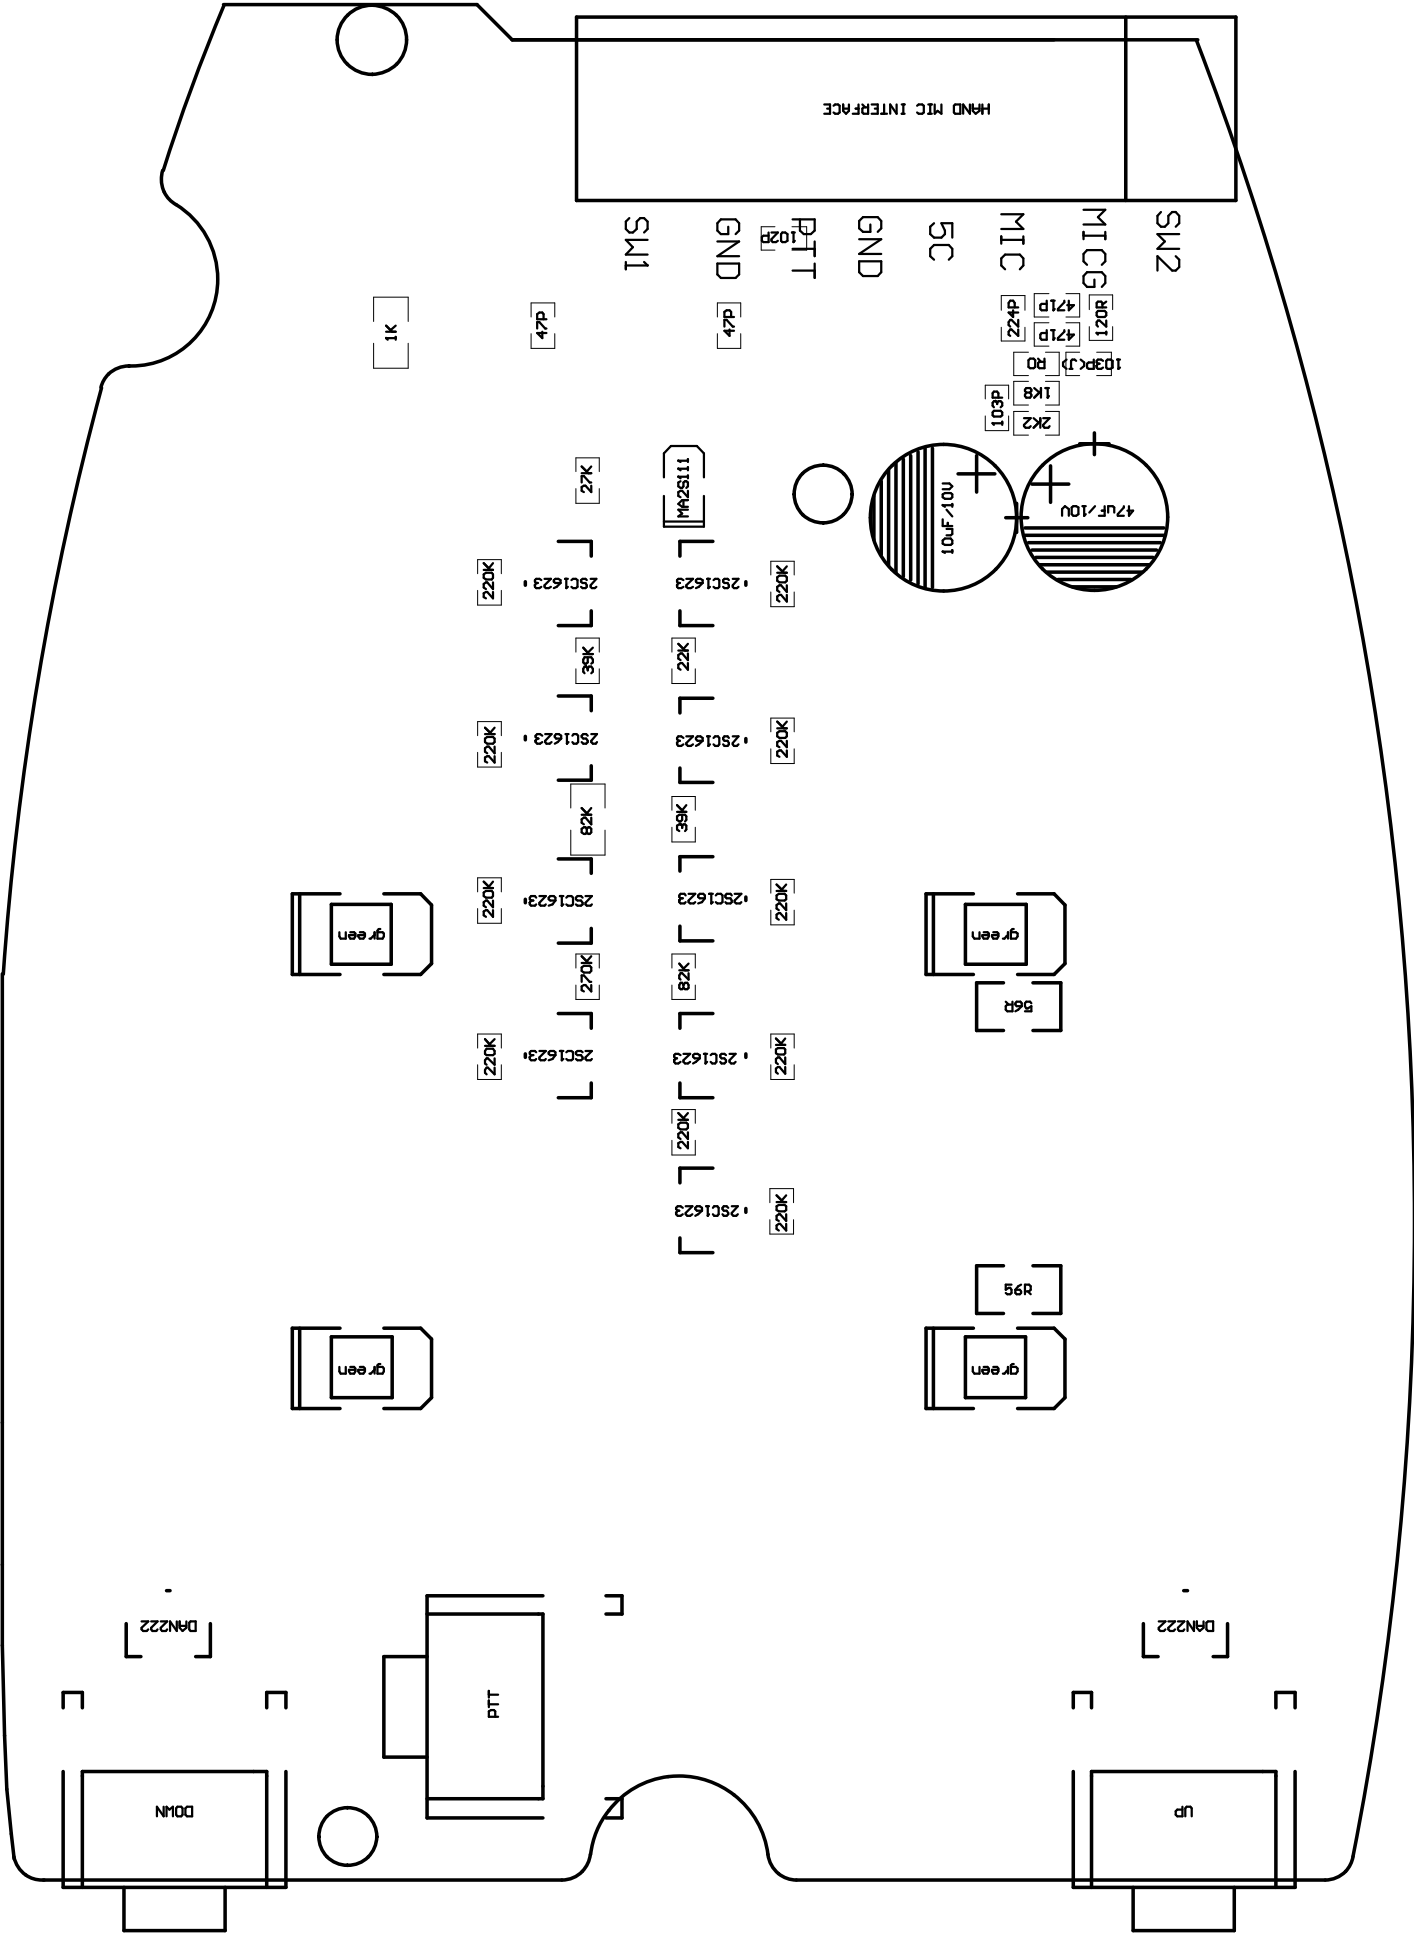 HAND MIC INTERFACE
SW1
GND
102P
PTT
GND
5C
MIC
MICG
SW2
1K
47P
47P
224P
471P
120R
471P
R0
103P(J)
103P
1K8
2K2
27K
MA2S111
10uF/10V
47uF/10V
220K
2SC1623
2SC1623
220K
39K
22K
220K
2SC1623
2SC1623
220K
82K
39K
220K
2SC1623
2SC1623
220K
green
green
270K
82K
56R
220K
2SC1623
2SC1623
220K
220K
2SC1623
220K
56R
green
green
DAN222
DAN222
PTT
DOWN
UP